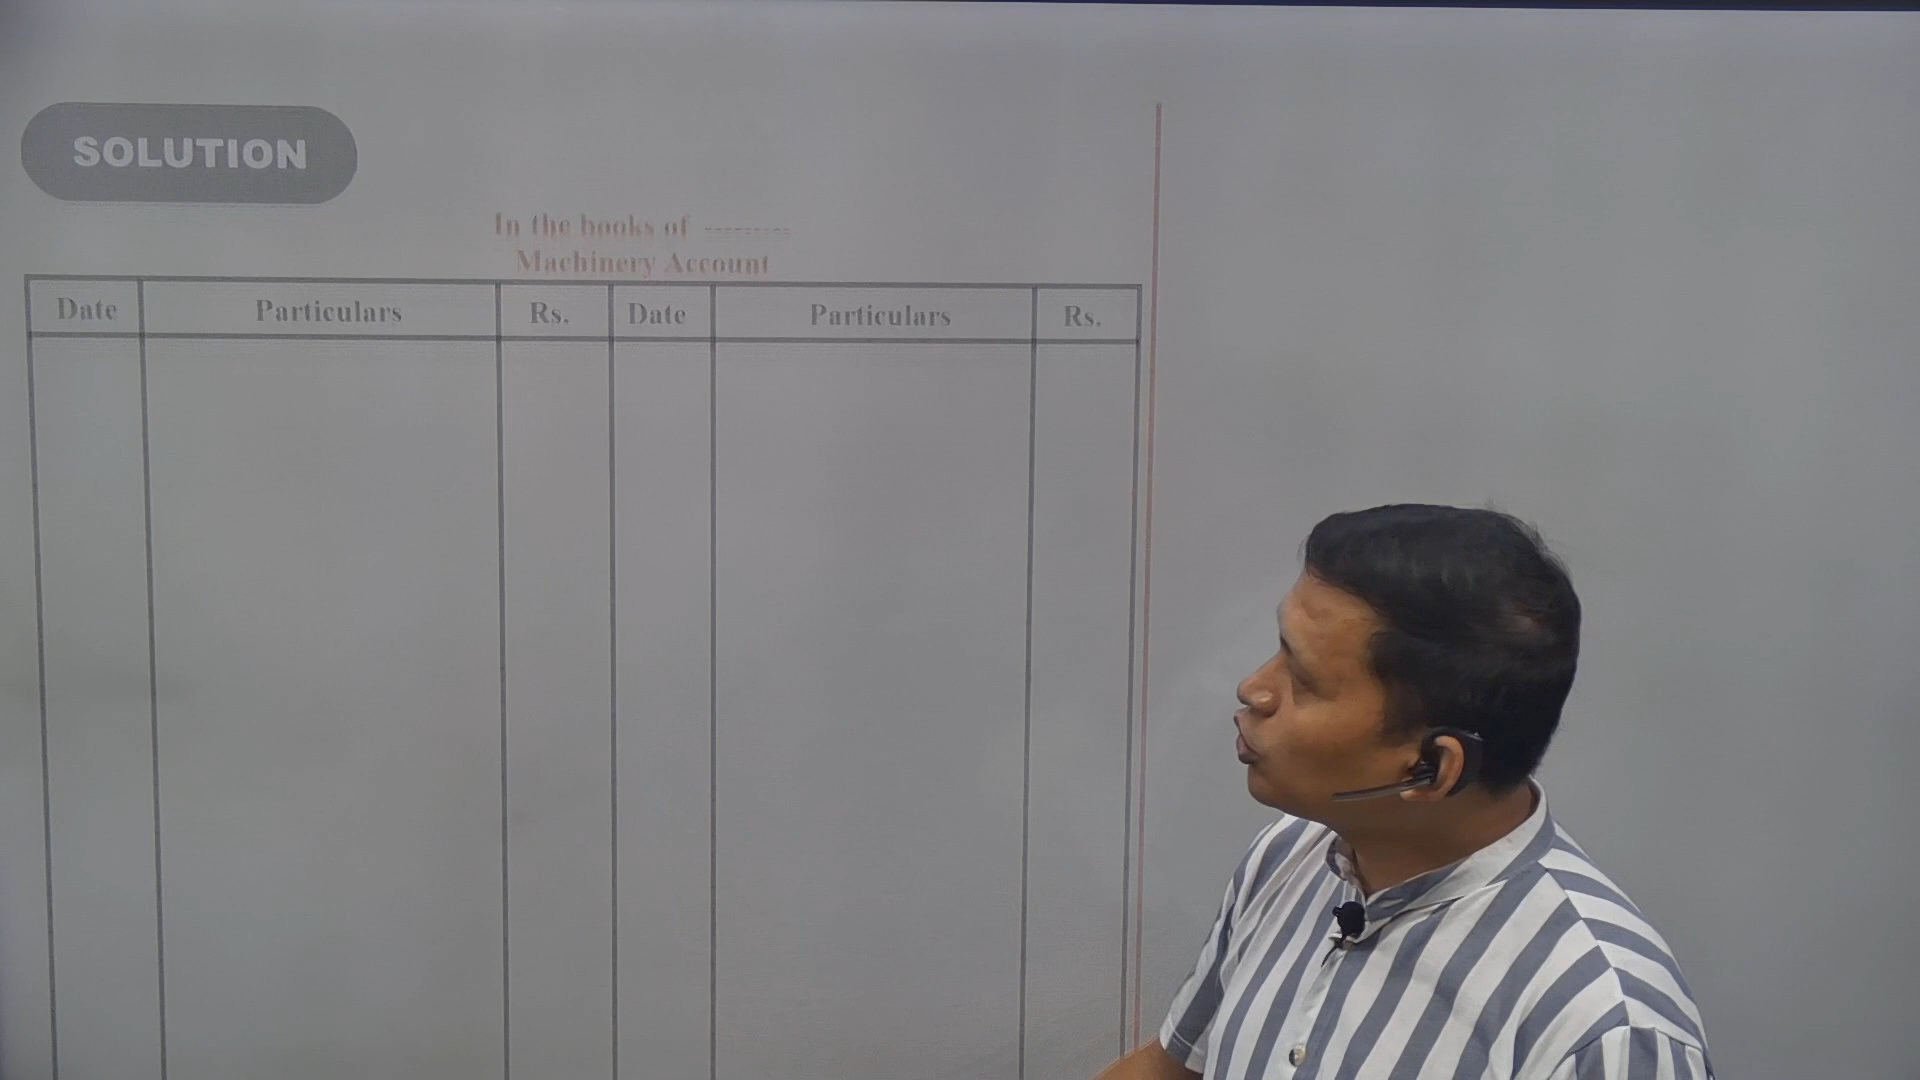 SOLUTION
In the books of ---------
Machinery Account
Date Particulars Rs. Date Particulars Rs.